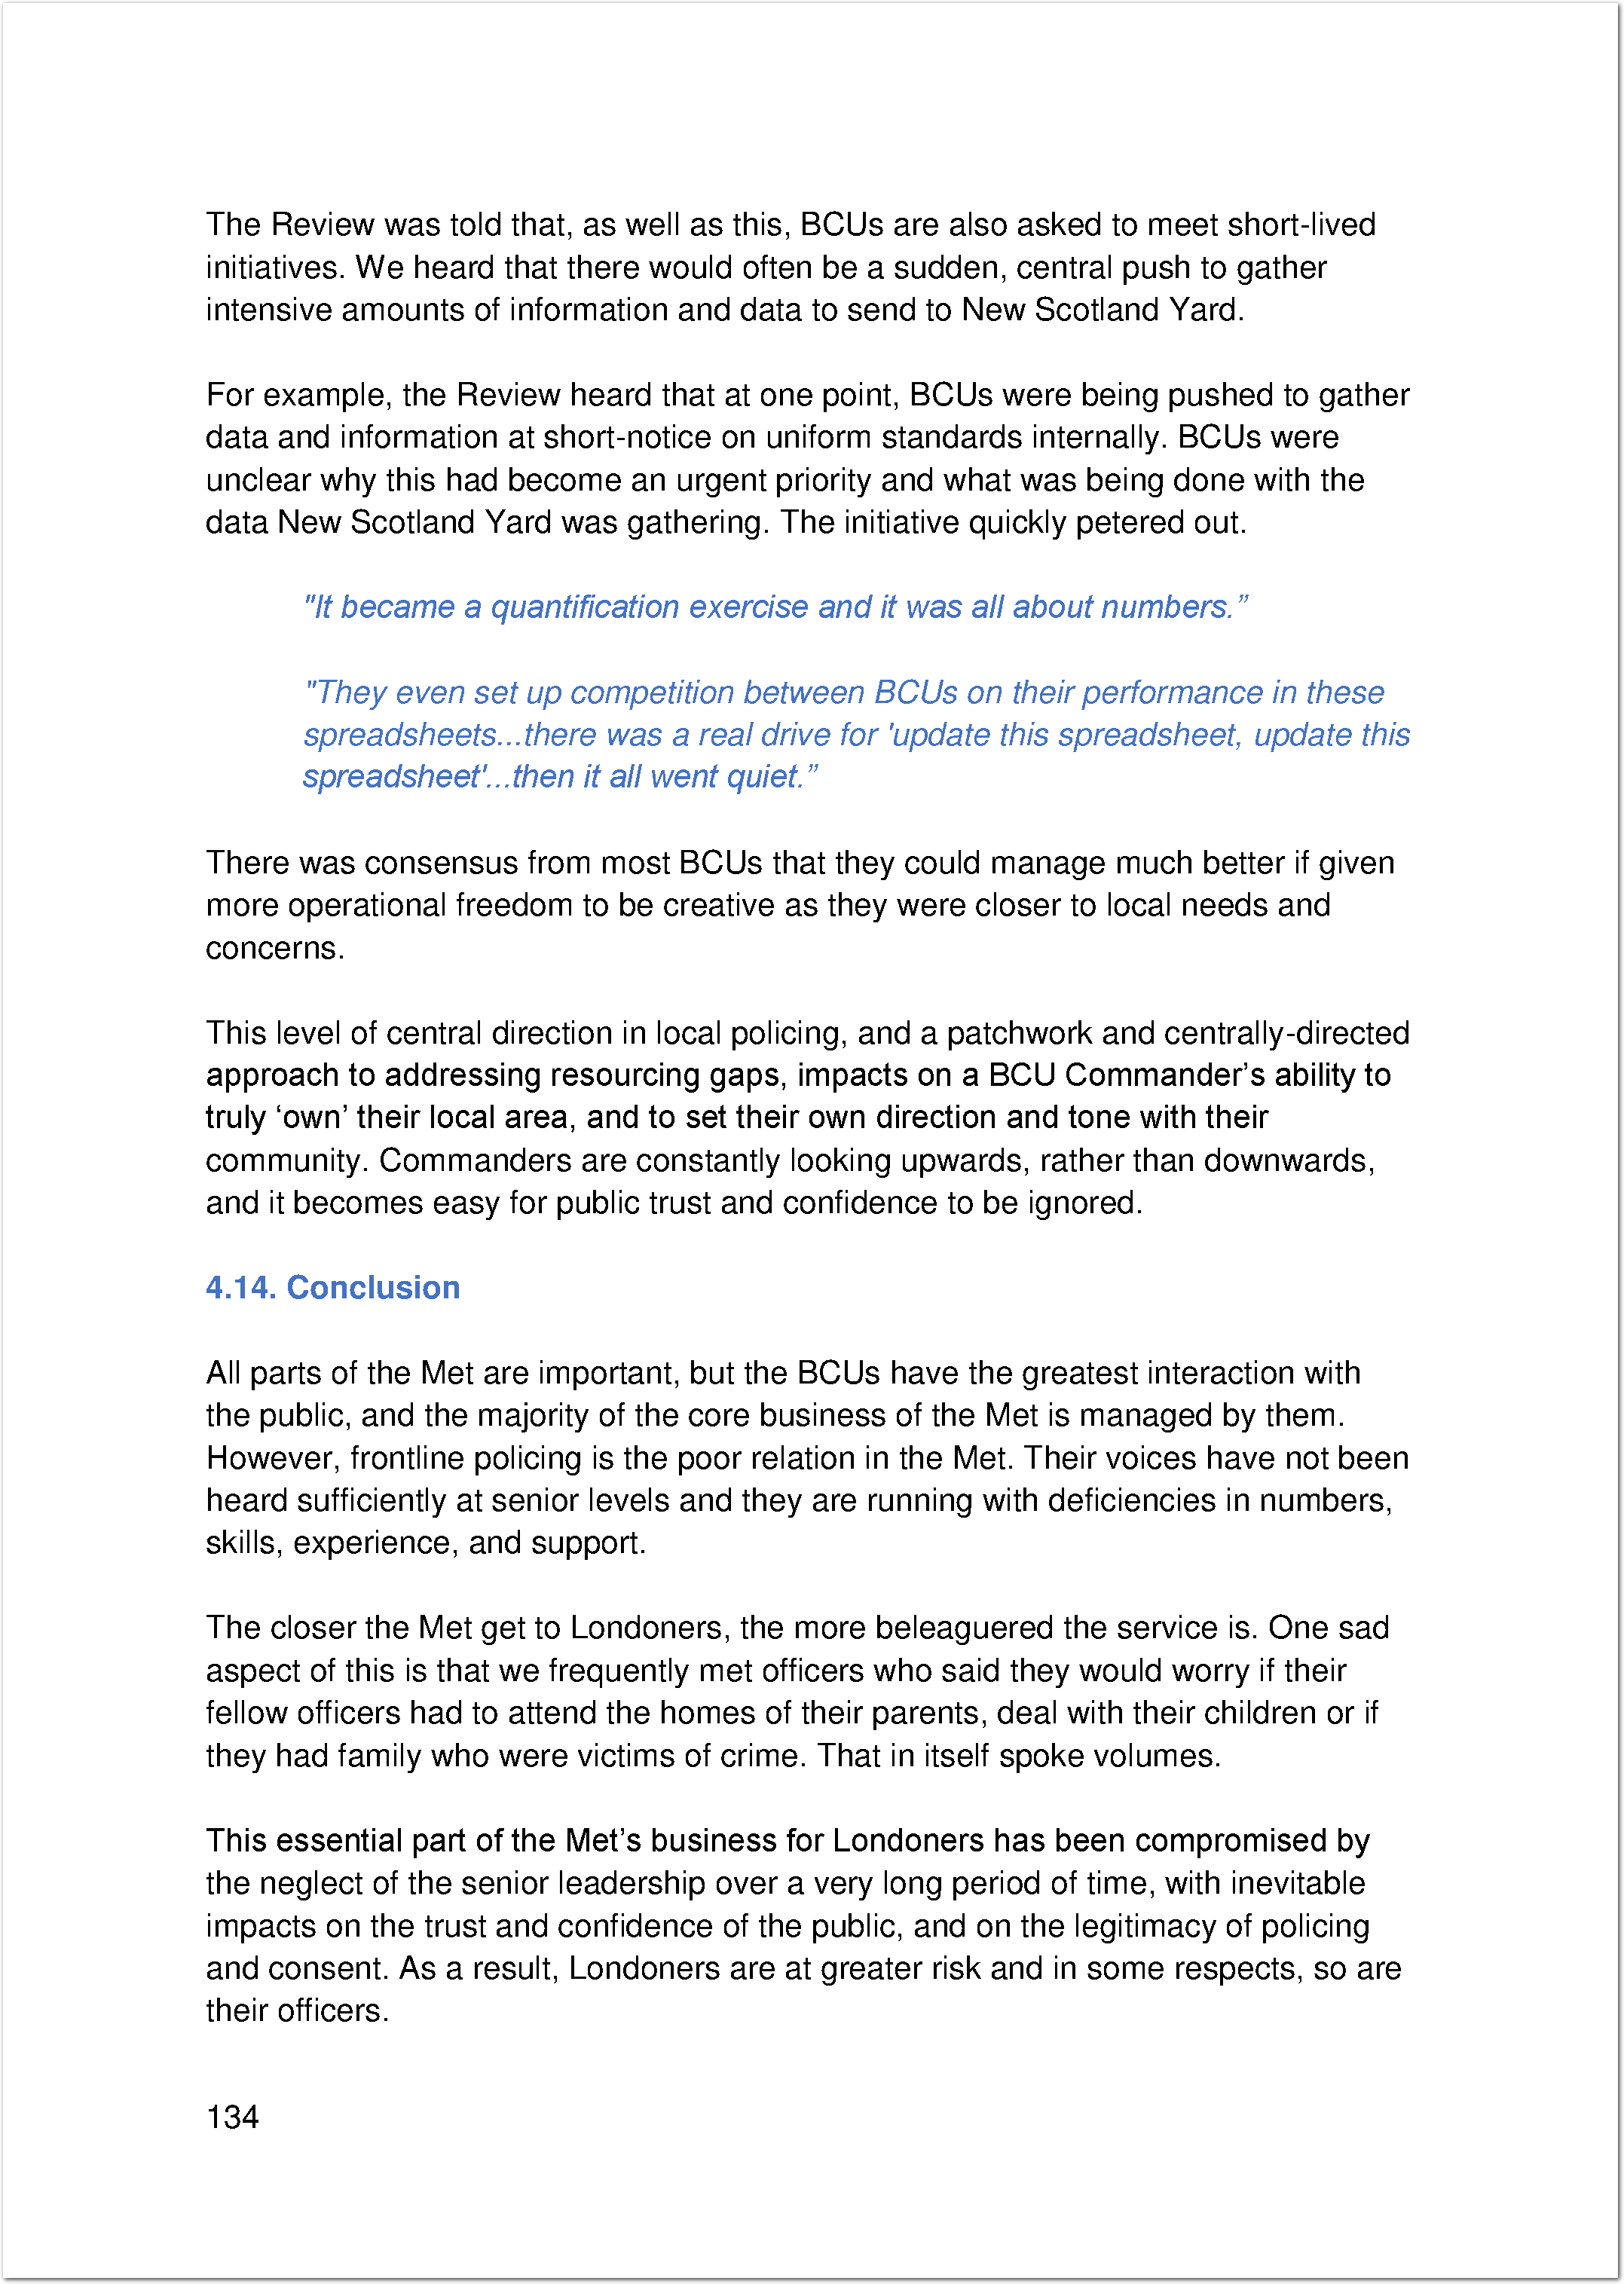 The Review was told that, as well as this, BCUs are also asked to meet short-lived
initiatives. We heard that there would often be a sudden, central push to gather
intensive amounts of information and data to send to New Scotland Yard.
For example, the Review heard that at one point, BCUs were being pushed to gather
data and information at short-notice on uniform standards internally. BCUs were
unclear why this had become an urgent priority and what was being done with the
data New Scotland Yard was gathering. The initiative quickly petered out.
"It became a quantification exercise and it was all about numbers.”
"They even set up competition between BCUs on their performance in these
spreadsheets...there was a real drive for 'update this spreadsheet, update this
spreadsheet'...then it all went quiet.”
There was consensus from most BCUs that they could manage much better if given
more operational freedom to be creative as they were closer to local needs and
concerns.
This level of central direction in local policing, and a patchwork and centrally-directed
approach to addressing resourcing gaps, impacts on a BCU Commander’s ability to
truly ‘own’ their local area, and to set their own direction and tone with their
community. Commanders are constantly looking upwards, rather than downwards,
and it becomes easy for public trust and confidence to be ignored.
4.14. Conclusion
All parts of the Met are important, but the BCUs have the greatest interaction with
the public, and the majority of the core business of the Met is managed by them.
However, frontline policing is the poor relation in the Met. Their voices have not been
heard sufficiently at senior levels and they are running with deficiencies in numbers,
skills, experience, and support.
The closer the Met get to Londoners, the more beleaguered the service is. One sad
aspect of this is that we frequently met officers who said they would worry if their
fellow officers had to attend the homes of their parents, deal with their children or if
they had family who were victims of crime. That in itself spoke volumes.
This essential part of the Met’s business for Londoners has been compromised by
the neglect of the senior leadership over a very long period of time, with inevitable
impacts on the trust and confidence of the public, and on the legitimacy of policing
and consent. As a result, Londoners are at greater risk and in some respects, so are
their officers.
134